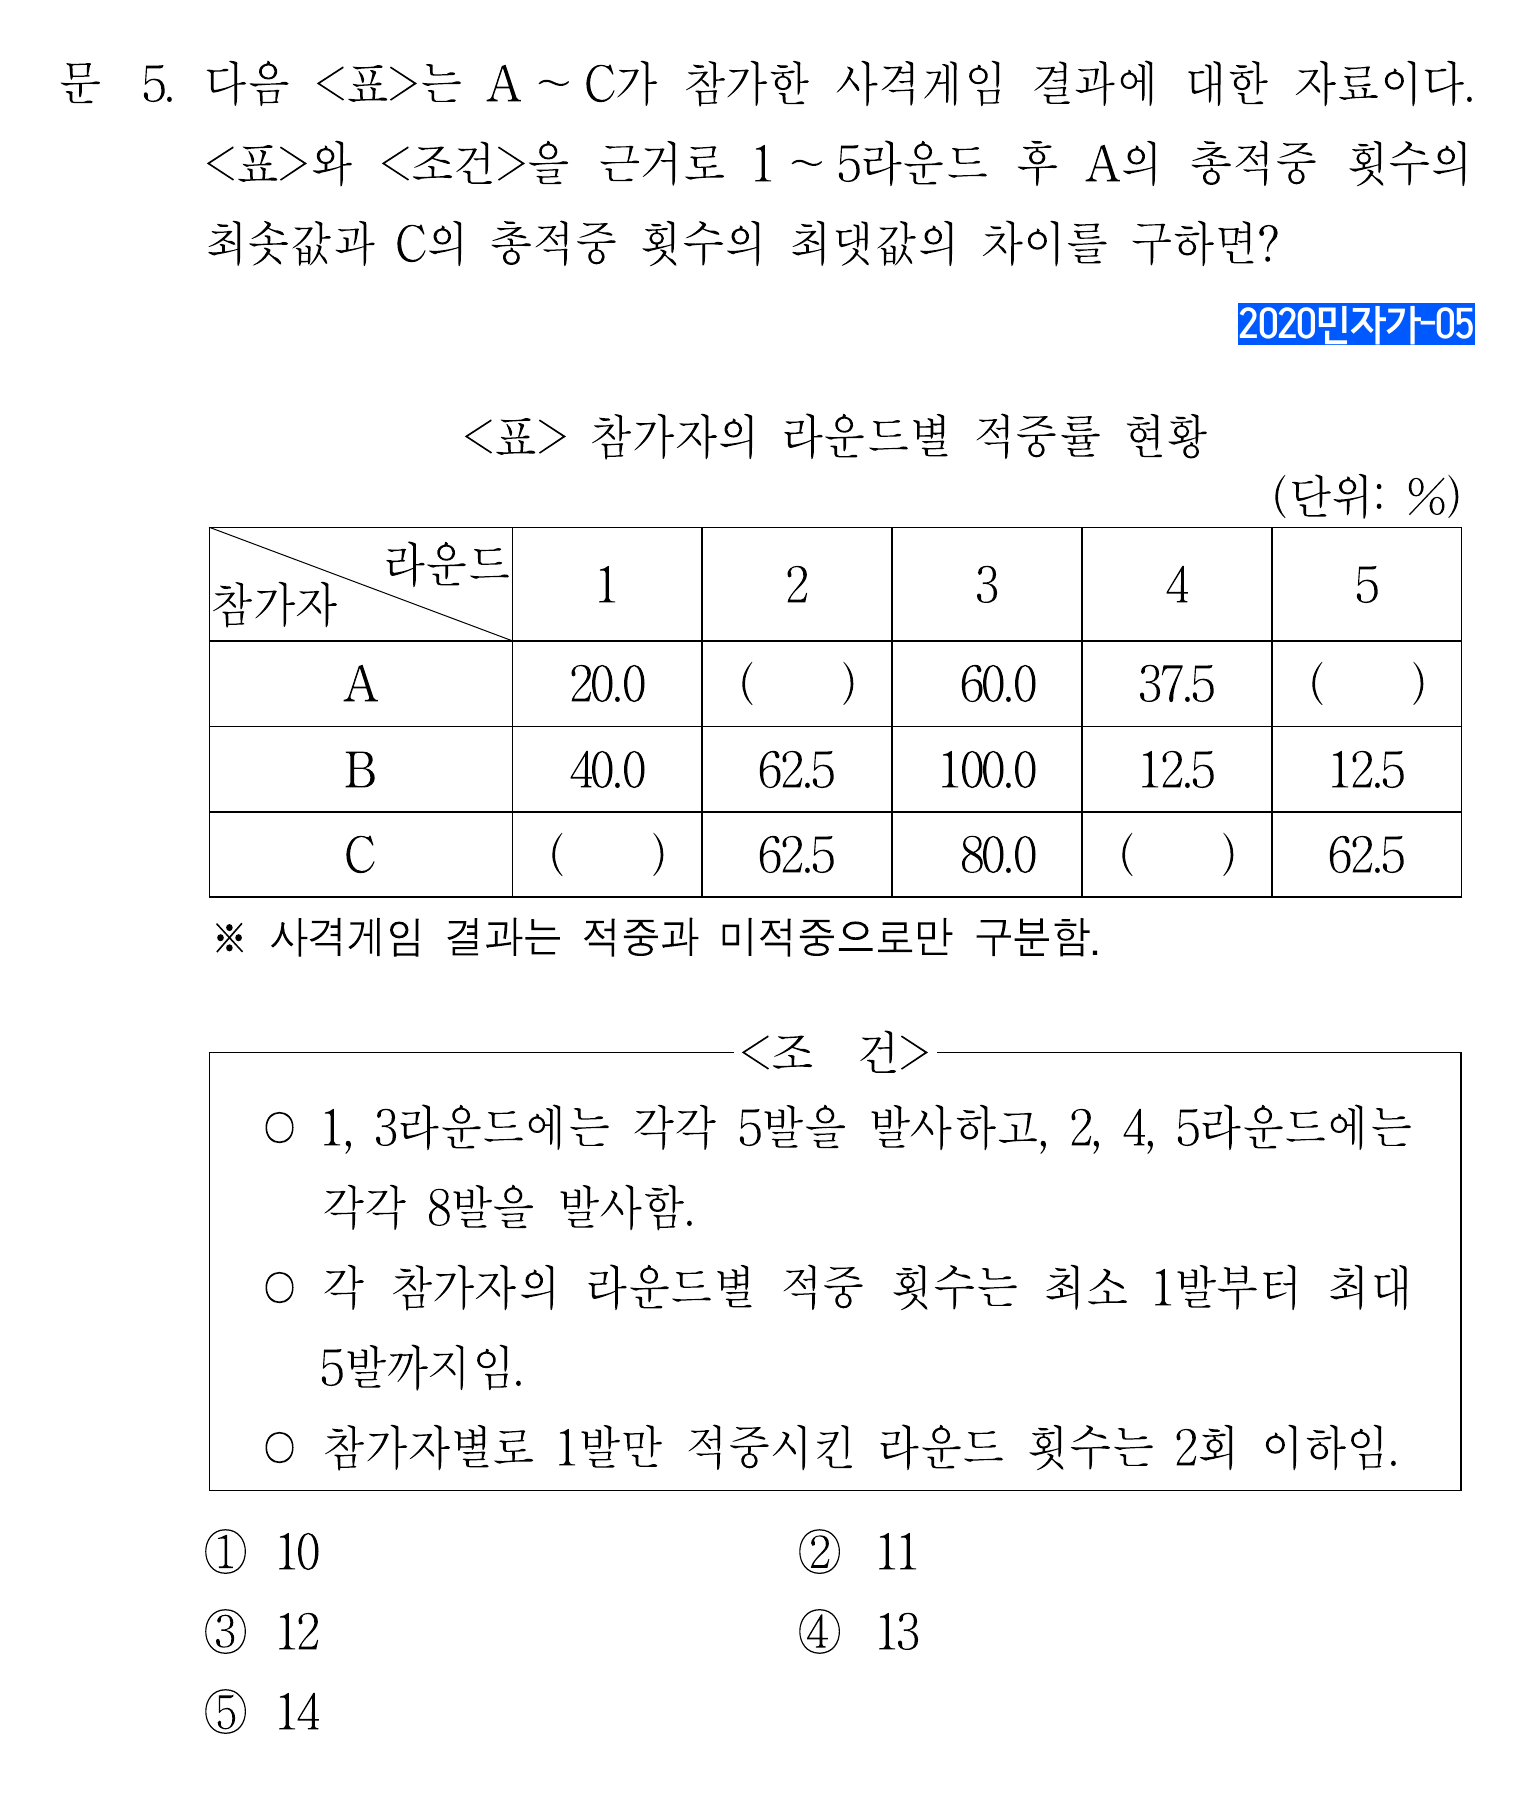 문 5. 다음 <표>는 A ~ C가 참가한 사격게임 결과에 대한 자료이다.
<표>와 <조건>을 근거로 1 ~ 5라운드 후 A의 총적중 횟수의
최솟값과 C의 총적중 횟수의 최댓값의 차이를 구하면?
2020민자가-05
<표> 참가자의 라운드별 적중률 현황
(단위: %)
라운드 참가자 1 2 3 4 5
A 20.0 ( ) 60.0 37.5 ( )
B 40.0 62.5 100.0 12.5 12.5
C ( ) 62.5 80.0 ( ) 62.5
※ 사격게임 결과는 적중과 미적중으로만 구분함.
<조 건>
○ 1, 3라운드에는 각각 5발을 발사하고, 2, 4, 5라운드에는
각각 8발을 발사함.
○ 각 참가자의 라운드별 적중 횟수는 최소 1발부터 최대
5발까지임.
○ 참가자별로 1발만 적중시킨 라운드 횟수는 2회 이하임.
① 10 ② 11
③ 12 ④ 13
⑤ 14